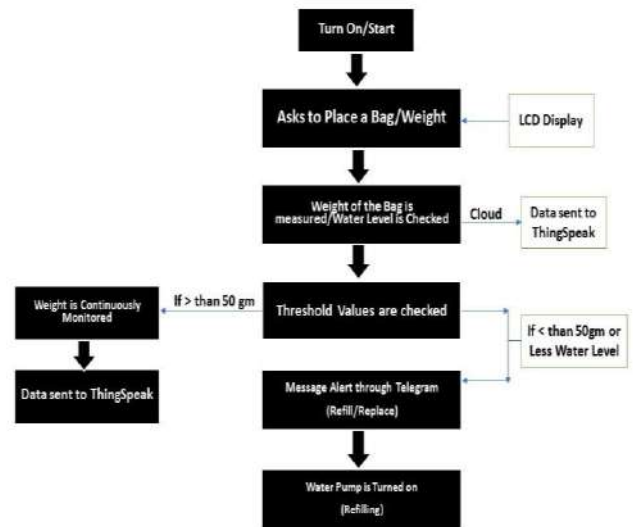 Turn On/Start
Asks to Place a Bag/Weight
LCD Display
Weight of the Bag is
measured/Water Level is Checked
Cloud
Data sent to
ThingSpeak
If > than 50 gm
Weight is Continuously
Monitored
Threshold Values are checked
If < than 50gm or
Less Water Level
Data sent to ThingSpeak
Message Alert through Telegram
(Refill/Replace)
Water Pump is Turned on
(Refilling)